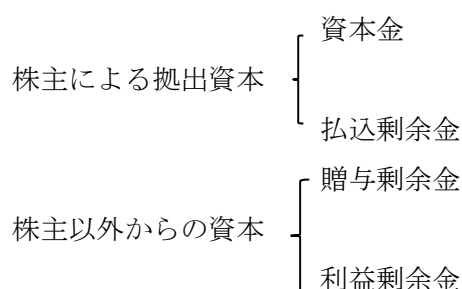 資本金
株主による拠出資本
払込剰余金
贈与剰余金
株主以外からの資本
利益剰余金